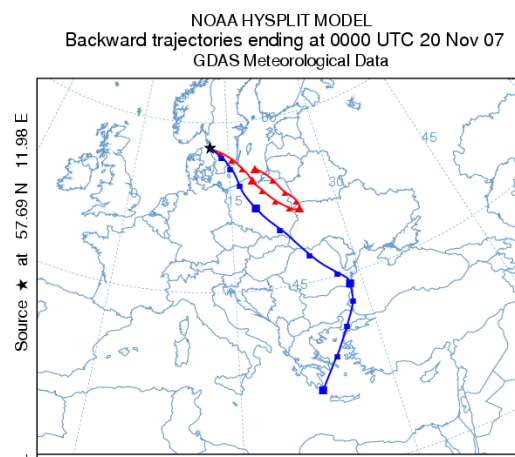 NOAA HYSPLIT MODEL
Backward trajectories ending at 0000 UTC 20 Nov 07
GDAS Meteorological Data
Source ★ at 57.69 N 11.98 E
60
45
30
15
45